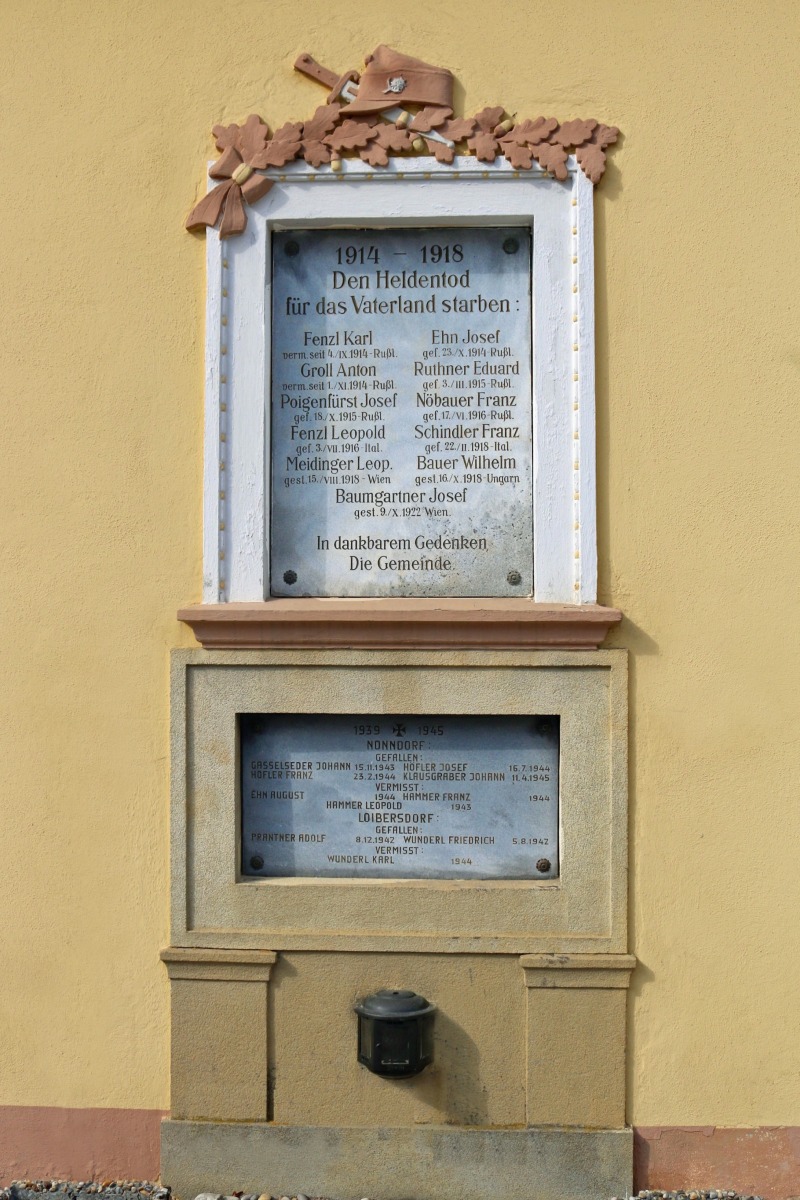 1914 – 1918
Den Heldentod
für das Vaterland starben:
Fenzl Karl Ehn Josef
verm. seit 4./IX.1914-Rußl. gef. 23./X.1914-Rußl.
Groll Anton Ruthner Eduard
verm. seit 1./XI.1914-Rußl. gef. 3./III.1915-Rußl.
Poigenfürst Josef Nöbauer Franz
gef. 18./X.1915-Rußl. gef. 17./VI.1916-Rußl.
Fenzl Leopold Schindler Franz
gef. 3./VII.1916-Ital. gef. 22./II.1918-Ital.
Meidinger Leop. Bauer Wilhelm
gest. 15./VIII.1918-Wien gest. 16./X.1918-Ungarn
Baumgartner Josef
gest. 9./X.1922 Wien.
In dankbarem Gedenken
Die Gemeinde.
1939 1945
NONNDORF:
GEFALLEN:
GASSELSEDER JOHANN 15.11.1943 HÖFLER JOSEF 16.7.1944
HÖFLER FRANZ 23.2.1944 KLAUSGRABER JOHANN 11.4.1945
VERMISST:
EHN AUGUST 1944 HAMMER FRANZ 1944
HAMMER LEOPOLD 1943
LOIBERSDORF:
GEFALLEN:
PRANTNER ADOLF 8.12.1942 WUNDERL FRIEDRICH 5.8.1942
VERMISST:
WUNDERL KARL 1944